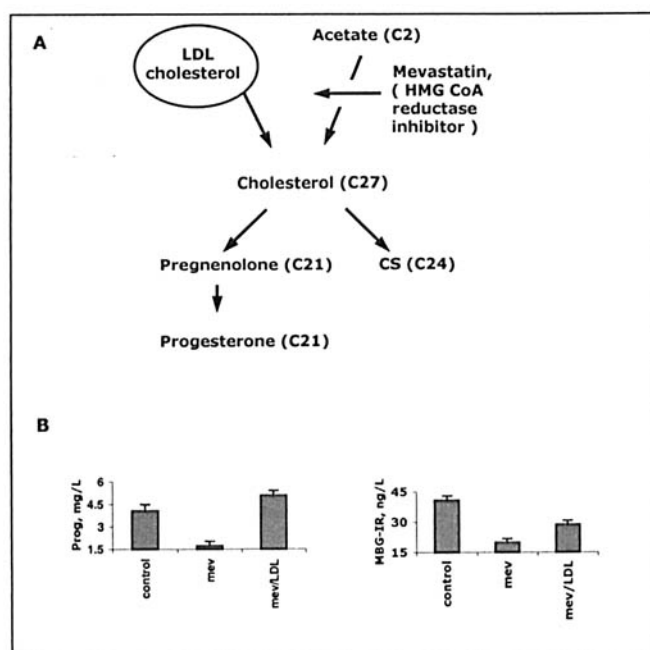 A
LDL
cholesterol
Acetate (C2)
Mevastatin,
( HMG CoA
reductase
inhibitor )
Cholesterol (C27)
Pregnenolone (C21)
CS (C24)
Progesterone (C21)
B
Prog, mg/L
6
4.5
3
1.5
control
mev
mev/LDL
MBG-IR, ng/L
45
30
15
control
mev
mev/LDL